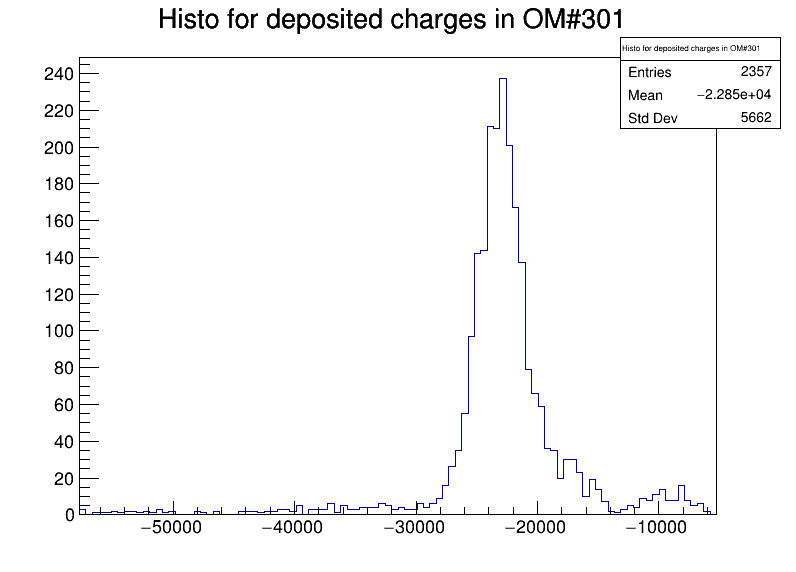 Histo for deposited charges in OM#301
Histo for deposited charges in OM#301
Entries 2357
Mean −2.285e+04
Std Dev 5662
240
220
200
180
160
140
120
100
80
60
40
20
0
−50000 −40000 −30000 −20000 −10000